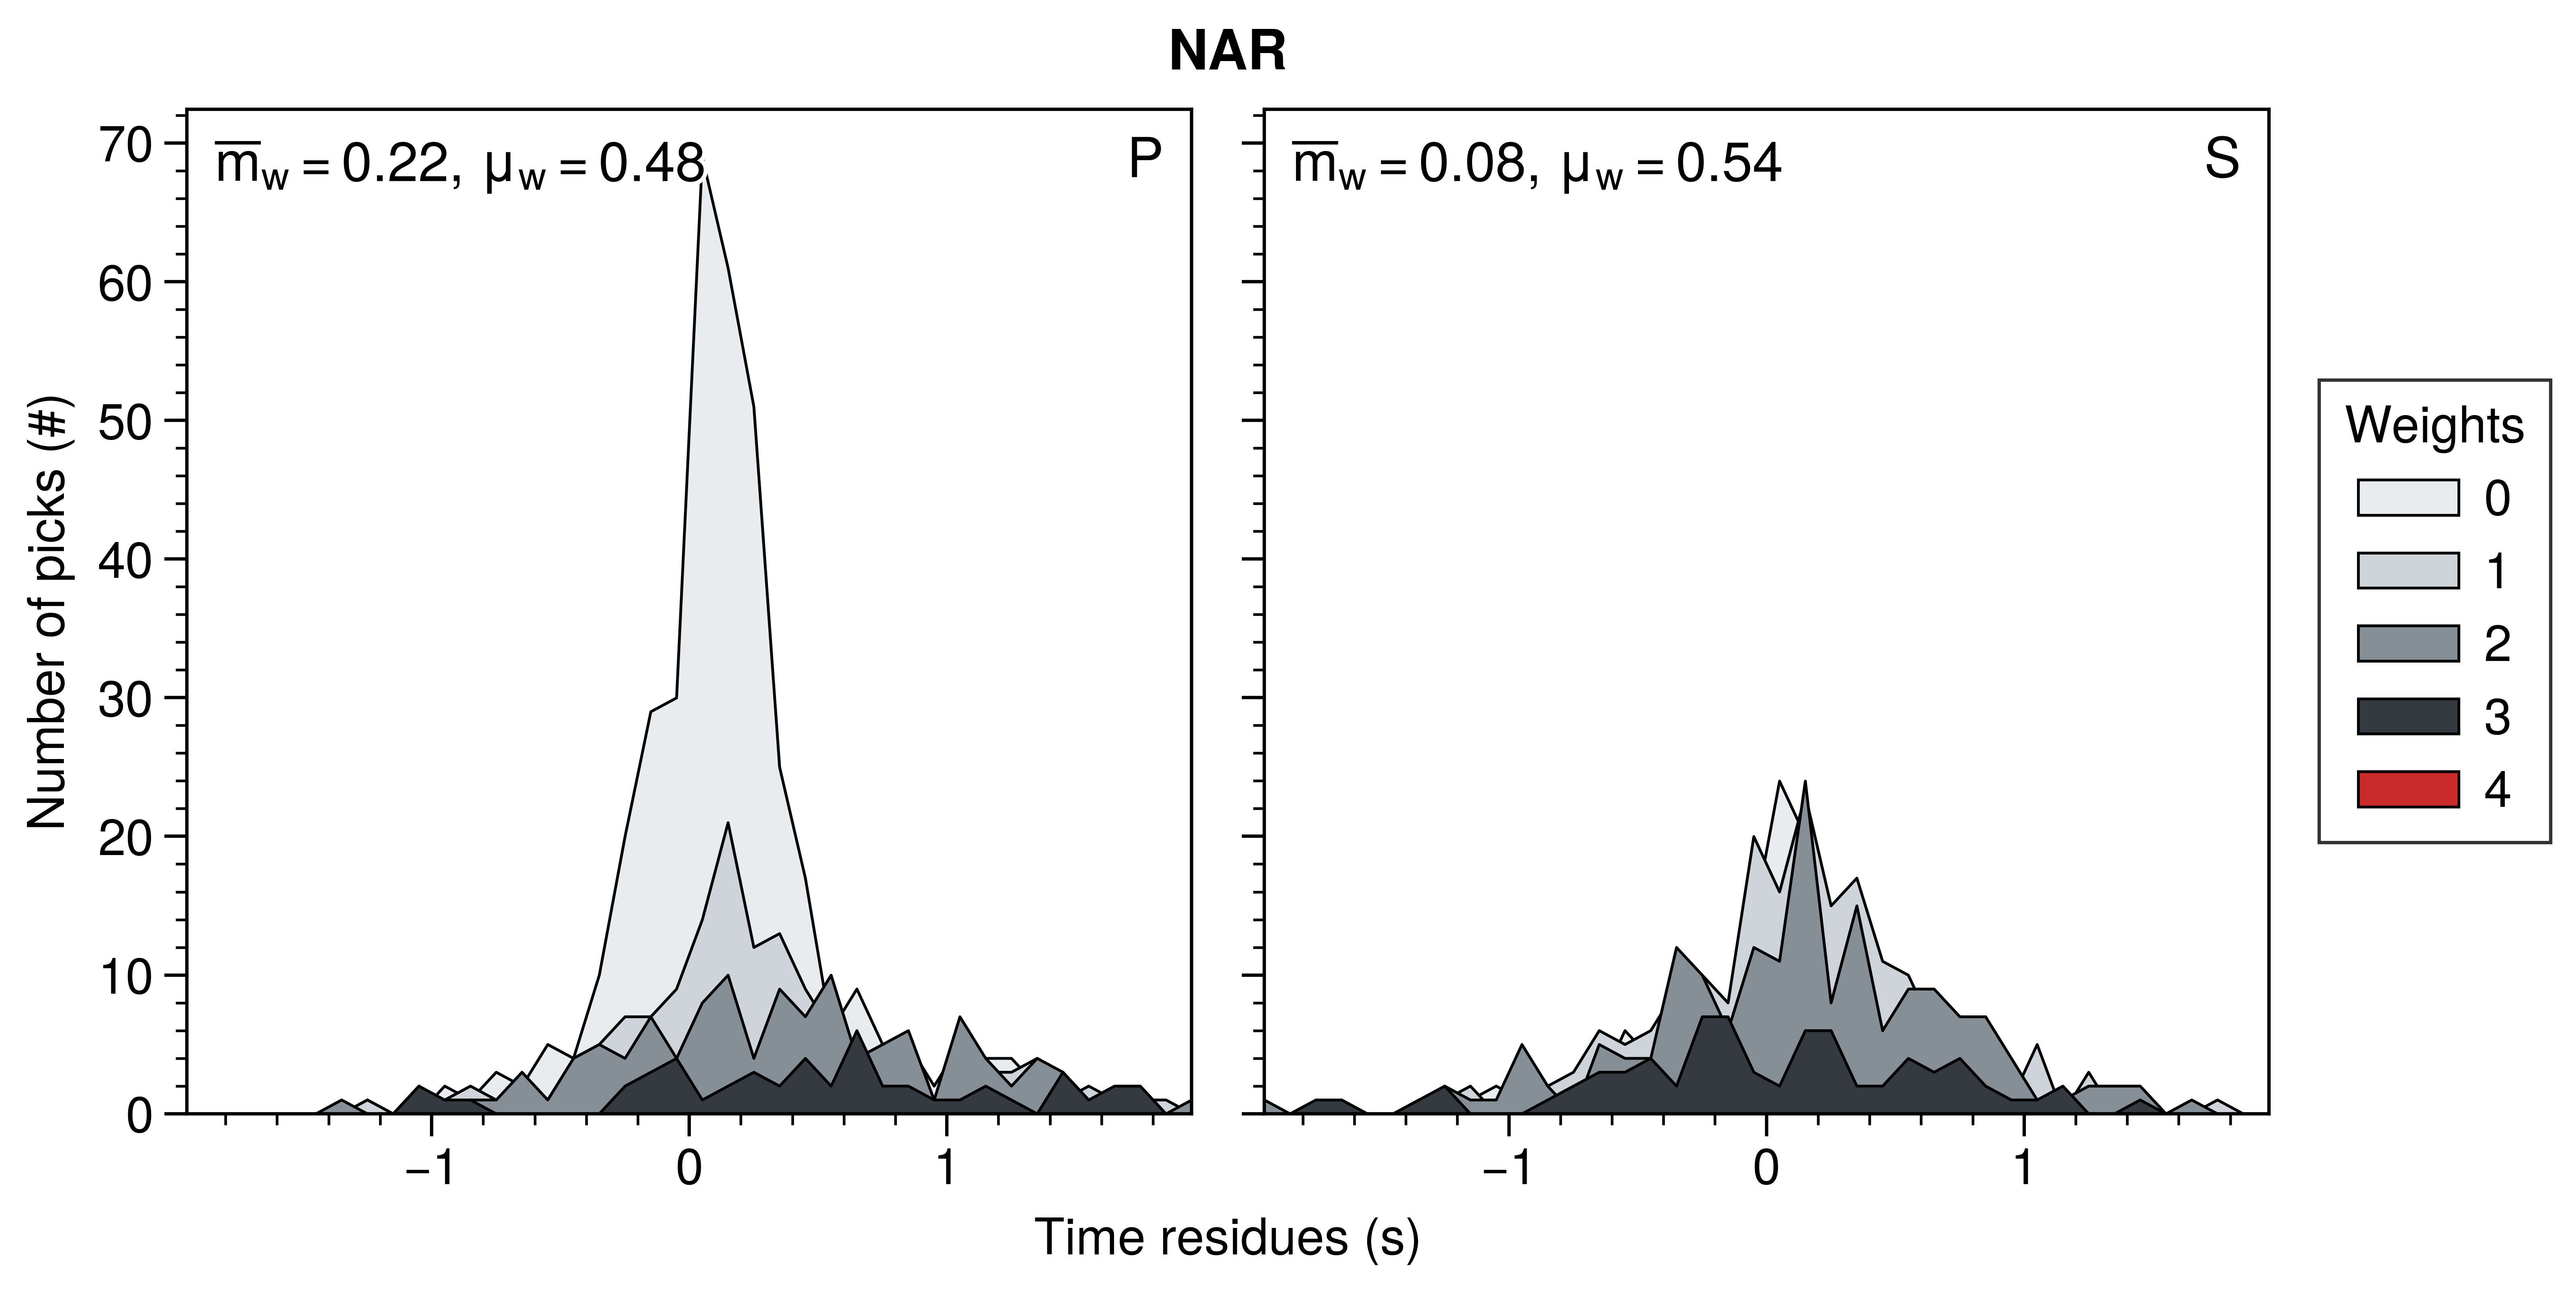 NAR
m̅w = 0.22, μw = 0.48
P
m̅w = 0.08, μw = 0.54
S
Number of picks (#)
70
60
50
40
30
20
10
0
−1 0 1
−1 0 1
Time residues (s)
Weights
0
1
2
3
4